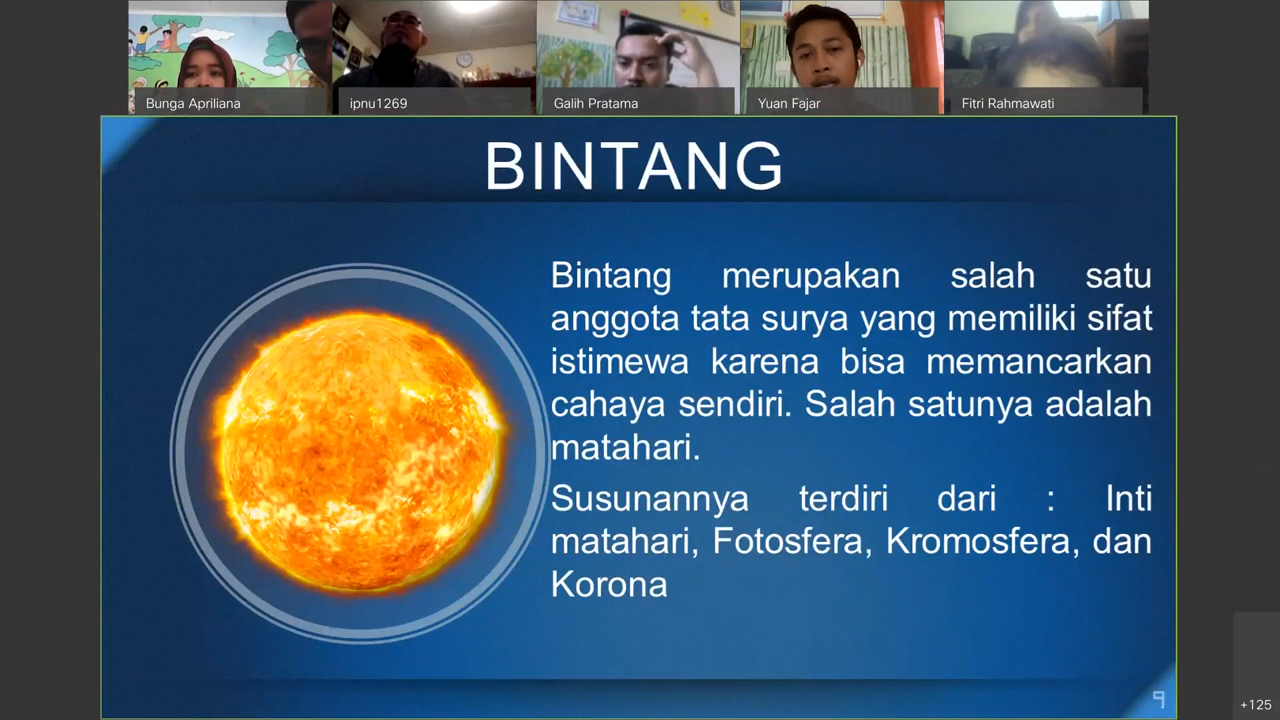 Bunga Apriliana
ipnu1269
Galih Pratama
Yuan Fajar
Fitri Rahmawati
BINTANG
Bintang merupakan salah satu
anggota tata surya yang memiliki sifat
istimewa karena bisa memancarkan
cahaya sendiri. Salah satunya adalah
matahari.
Susunannya terdiri dari : Inti
matahari, Fotosfera, Kromosfera, dan
Korona
+125